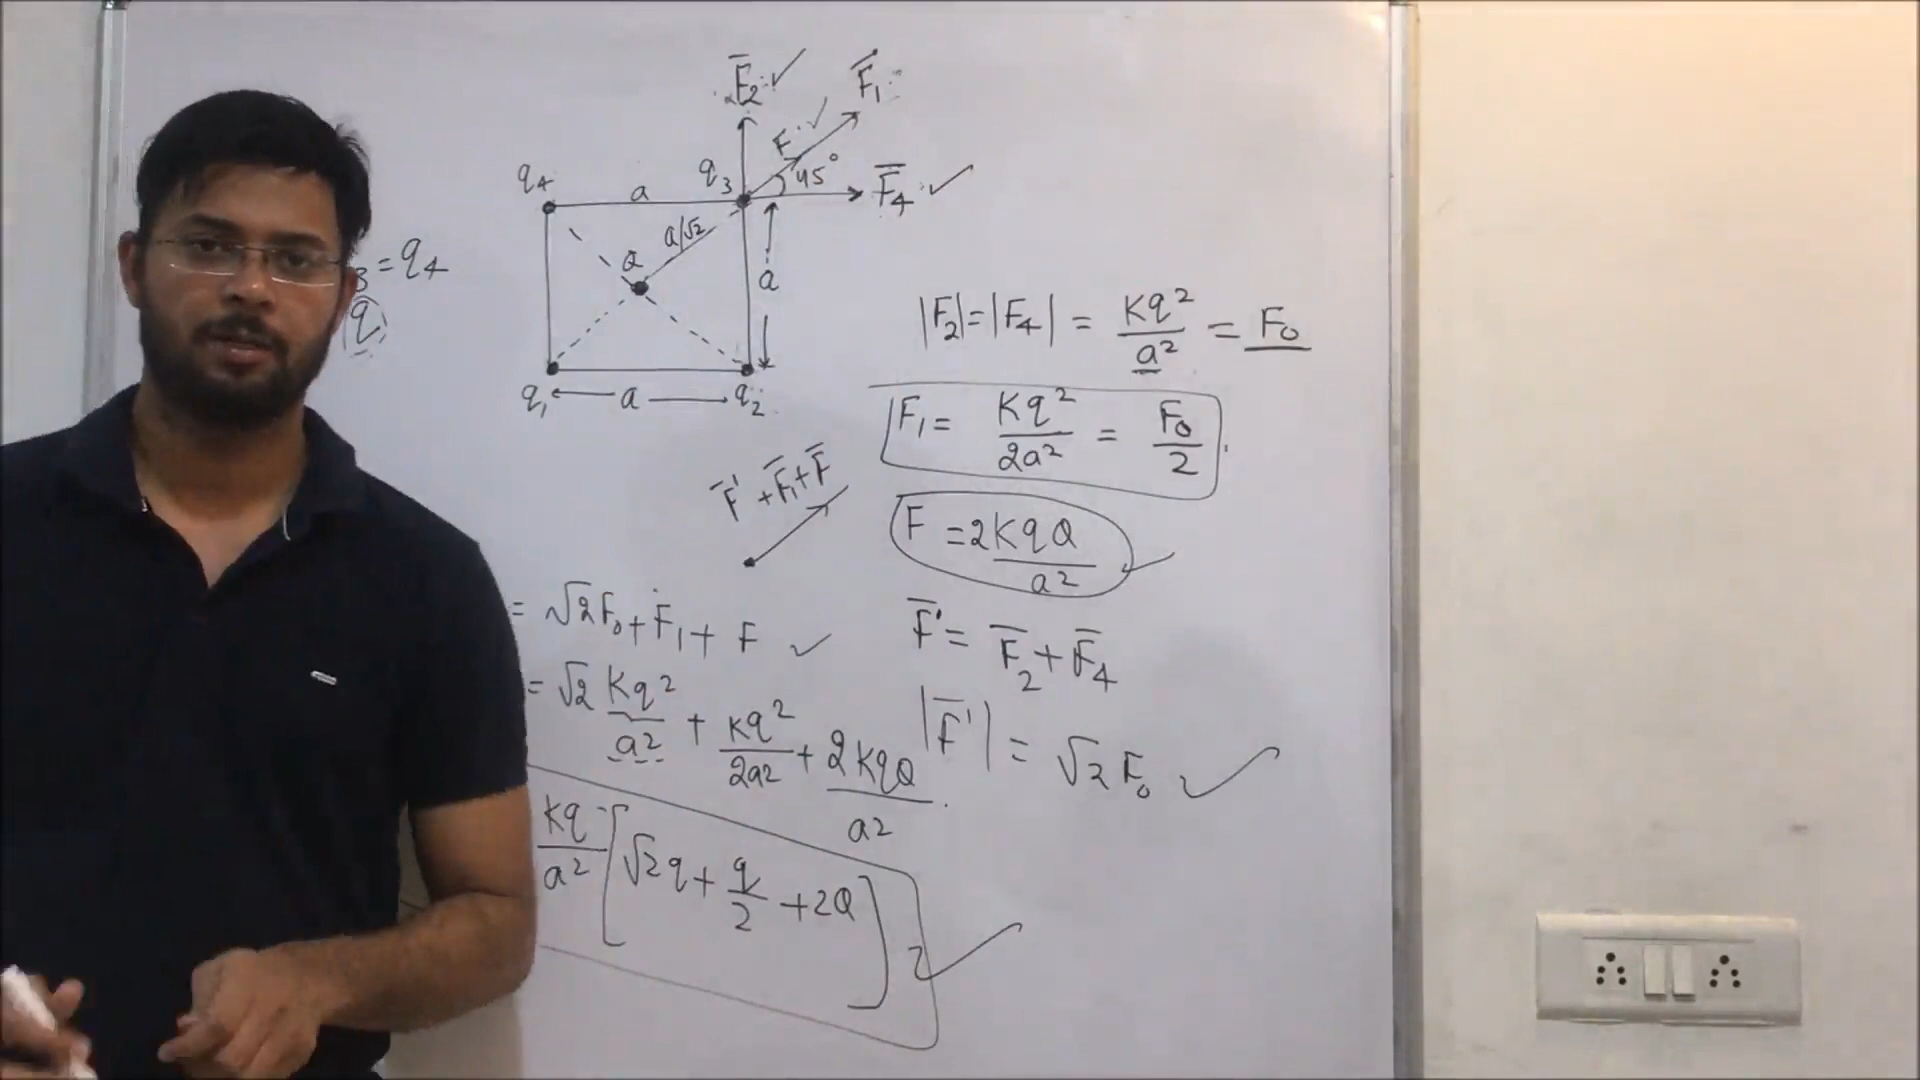 F̅₂
F̅₁
F
45°
F̅₄
q₄
a
q₃
a/√2
Q
a
₃ = q₄
q
q₁
a
q₂
|F₂| = |F₄| = Kq²/a² = F₀
F₁ = Kq²/2a² = F₀/2
F̅' + F̅₁ + F̅
F = 2KqQ/a²
= √2F₀ + F₁ + F
F̅' = F̅₂ + F̅₄
= √2 Kq²/a² + Kq²/2a² + 2KqQ/a²
|F̅'| = √2 F₀
Kq/a² [√2q + q/2 + 2Q]